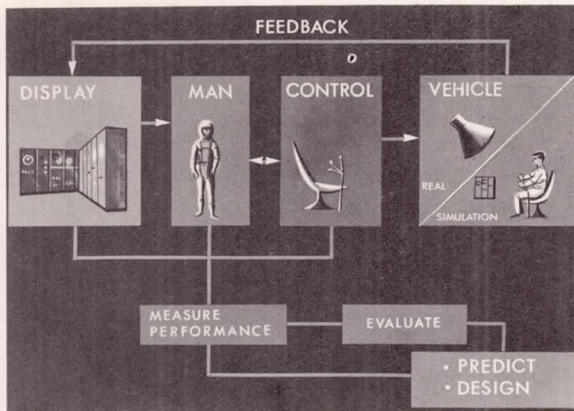 FEEDBACK
DISPLAY
MAN
CONTROL
VEHICLE
REAL
SIMULATION
MEASURE
PERFORMANCE
EVALUATE
• PREDICT
• DESIGN